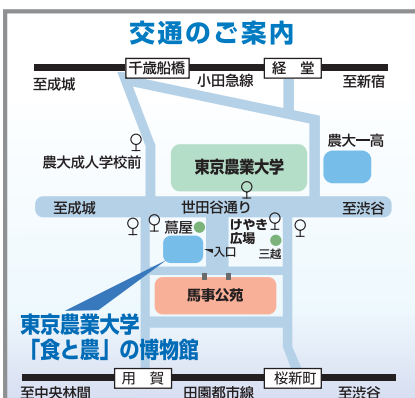 交通のご案内
千歳船橋
経堂
至成城
小田急線
至新宿
農大一高
農大成人学校前
東京農業大学
至成城
世田谷通り
至渋谷
蔦屋
けやき
広場
入口
三越
馬事公苑
東京農業大学
「食と農」の博物館
用賀
桜新町
至中央林間
田園都市線
至渋谷